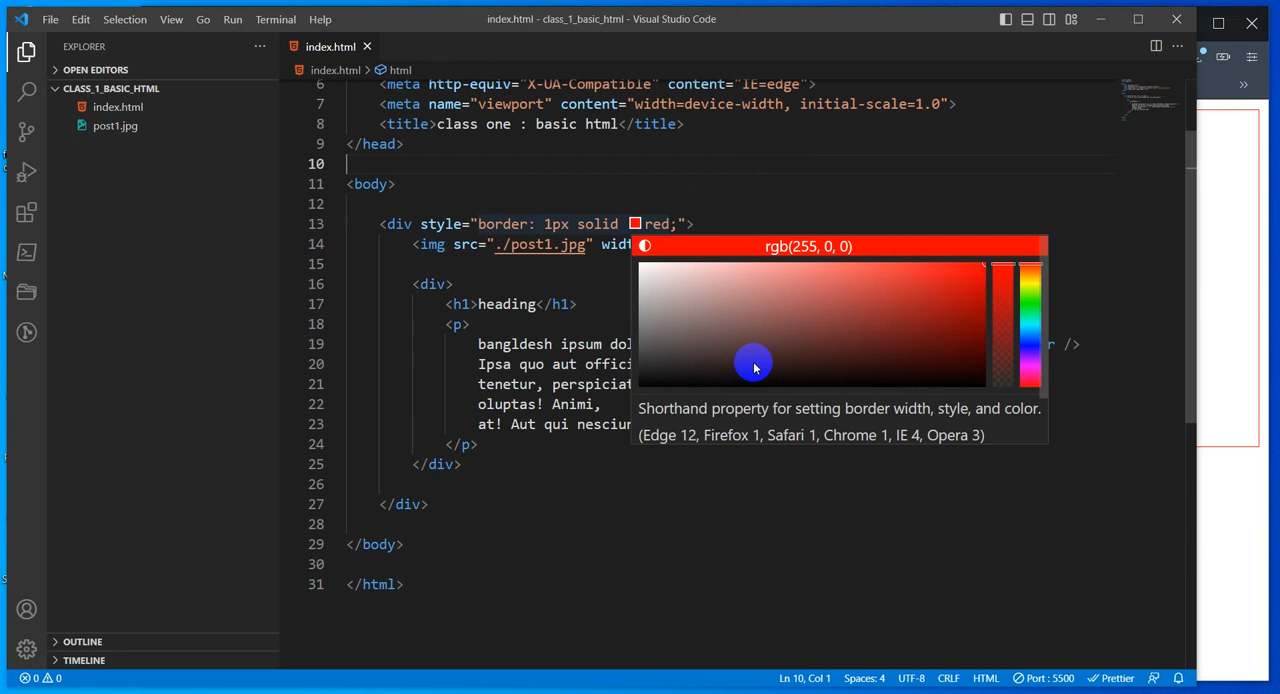 File Edit Selection View Go Run Terminal Help
index.html - class_1_basic_html - Visual Studio Code
EXPLORER
OPEN EDITORS
CLASS_1_BASIC_HTML
index.html
post1.jpg
OUTLINE
TIMELINE
index.html
index.html > html
6 <meta http-equiv="X-UA-Compatible" content="IE=edge">
7 <meta name="viewport" content="width=device-width, initial-scale=1.0">
8 <title>class one : basic html</title>
9 </head>
10
11 <body>
12
13 <div style="border: 1px solid red;">
14 <img src="./post1.jpg" widt
15
16 <div>
17 <h1>heading</h1>
18 <p>
19 bangldesh ipsum dol r />
20 Ipsa quo aut offici
21 tenetur, perspiciat
22 oluptas! Animi,
23 at! Aut qui nesciun
24 </p>
25 </div>
26
27 </div>
28
29 </body>
30
31 </html>
rgb(255, 0, 0)
Shorthand property for setting border width, style, and color.
(Edge 12, Firefox 1, Safari 1, Chrome 1, IE 4, Opera 3)
0 0
Ln 10, Col 1 Spaces: 4 UTF-8 CRLF HTML Port : 5500 Prettier